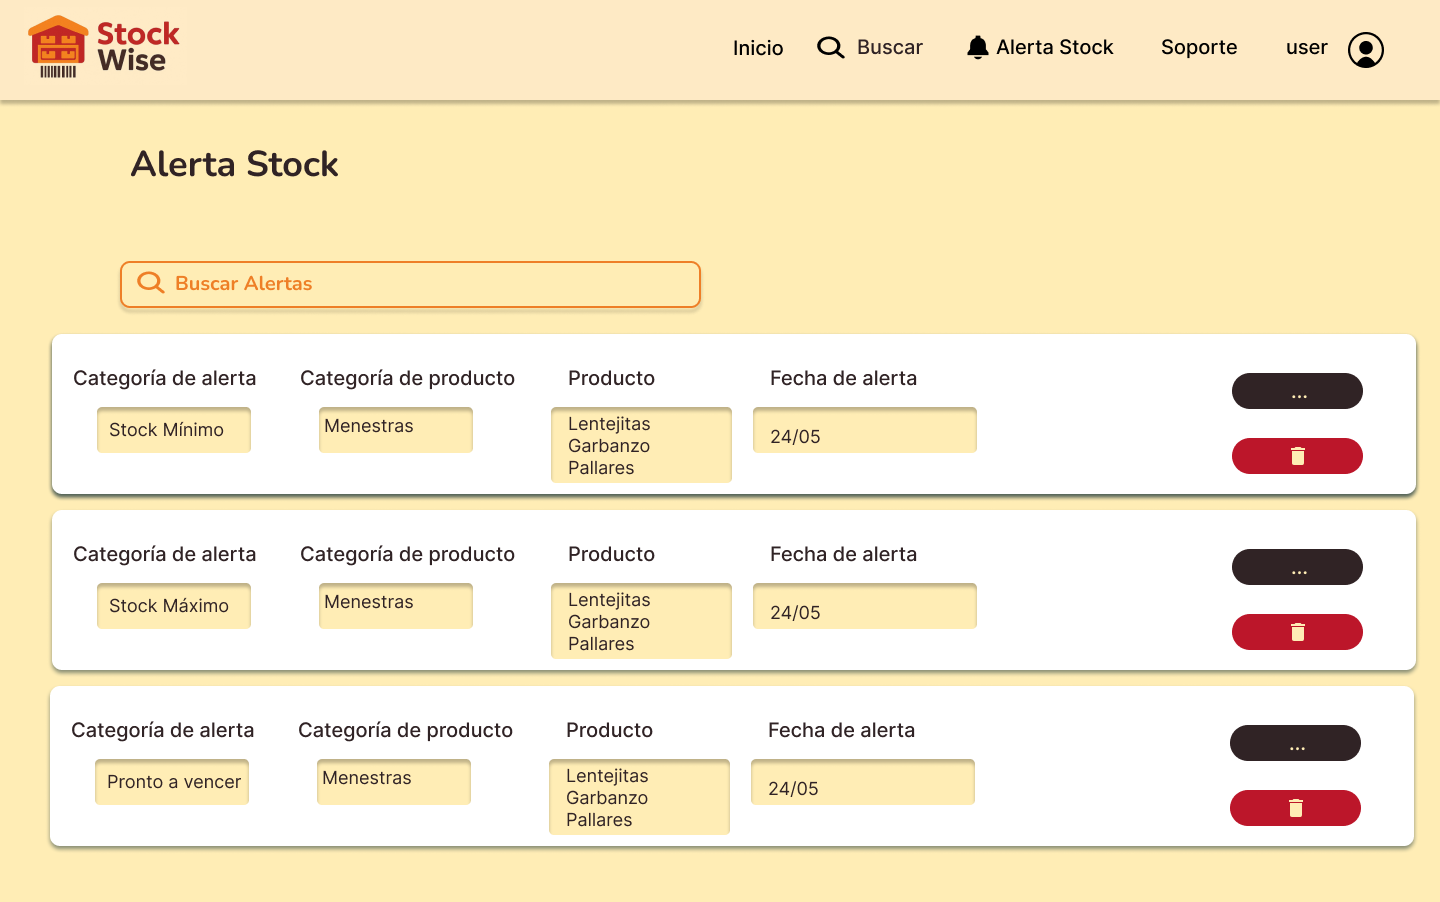 Stock
Wise
Inicio
Buscar
Alerta Stock
Soporte
user
Alerta Stock
Buscar Alertas
Categoría de alerta
Categoría de producto
Producto
Fecha de alerta
Stock Mínimo
Menestras
Lentejitas
Garbanzo
Pallares
24/05
...
Categoría de alerta
Categoría de producto
Producto
Fecha de alerta
Stock Máximo
Menestras
Lentejitas
Garbanzo
Pallares
24/05
...
Categoría de alerta
Categoría de producto
Producto
Fecha de alerta
Pronto a vencer
Menestras
Lentejitas
Garbanzo
Pallares
24/05
...